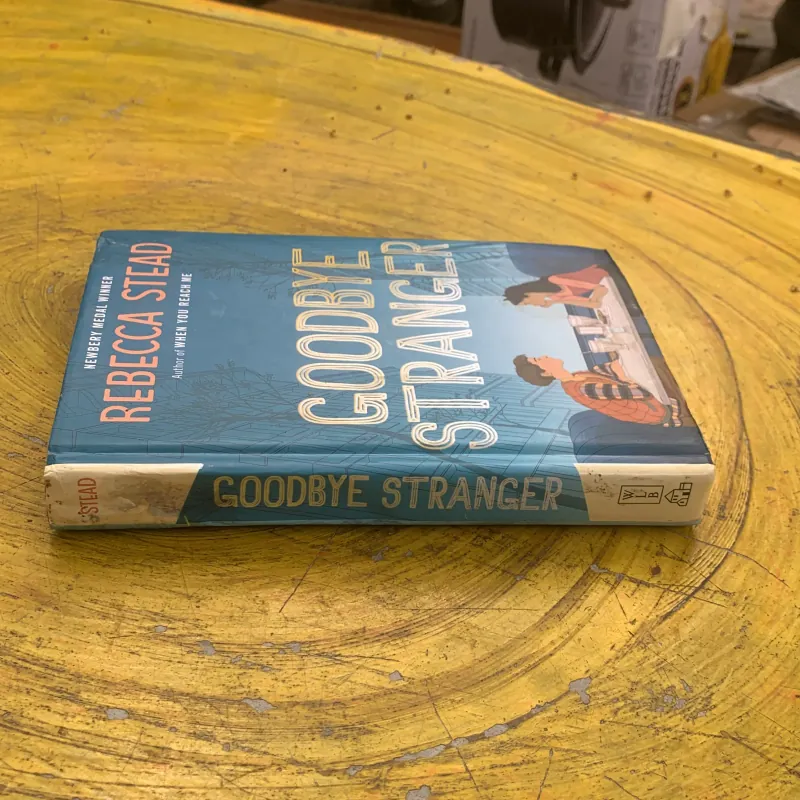 NEWBERY MEDAL WINNER
REBECCA STEAD
Author of WHEN YOU REACH ME
GOODBYE
STRANGER
STEAD
GOODBYE STRANGER
W L B